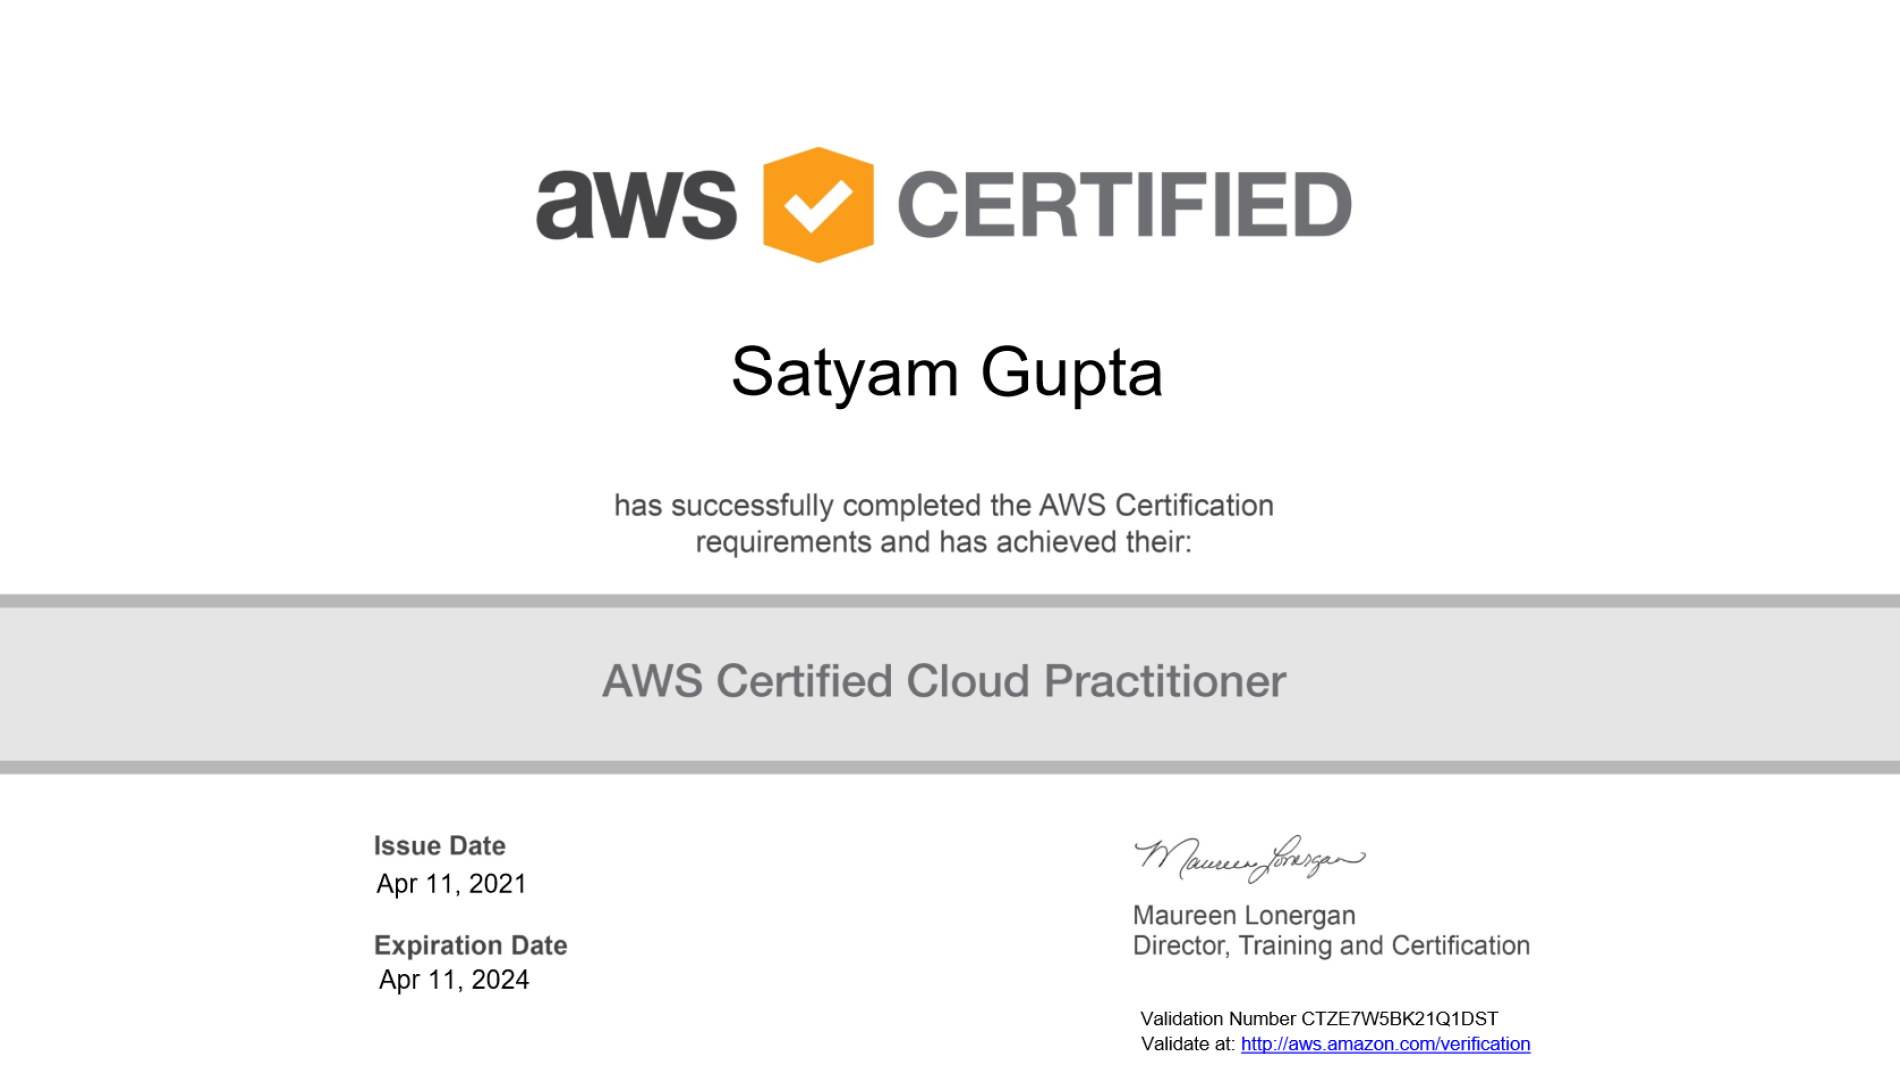 aws CERTIFIED
Satyam Gupta
has successfully completed the AWS Certification
requirements and has achieved their:
AWS Certified Cloud Practitioner
Issue Date
Apr 11, 2021
Expiration Date
Apr 11, 2024
Maureen Lonergan
Maureen Lonergan
Director, Training and Certification
Validation Number CTZE7W5BK21Q1DST
Validate at: http://aws.amazon.com/verification